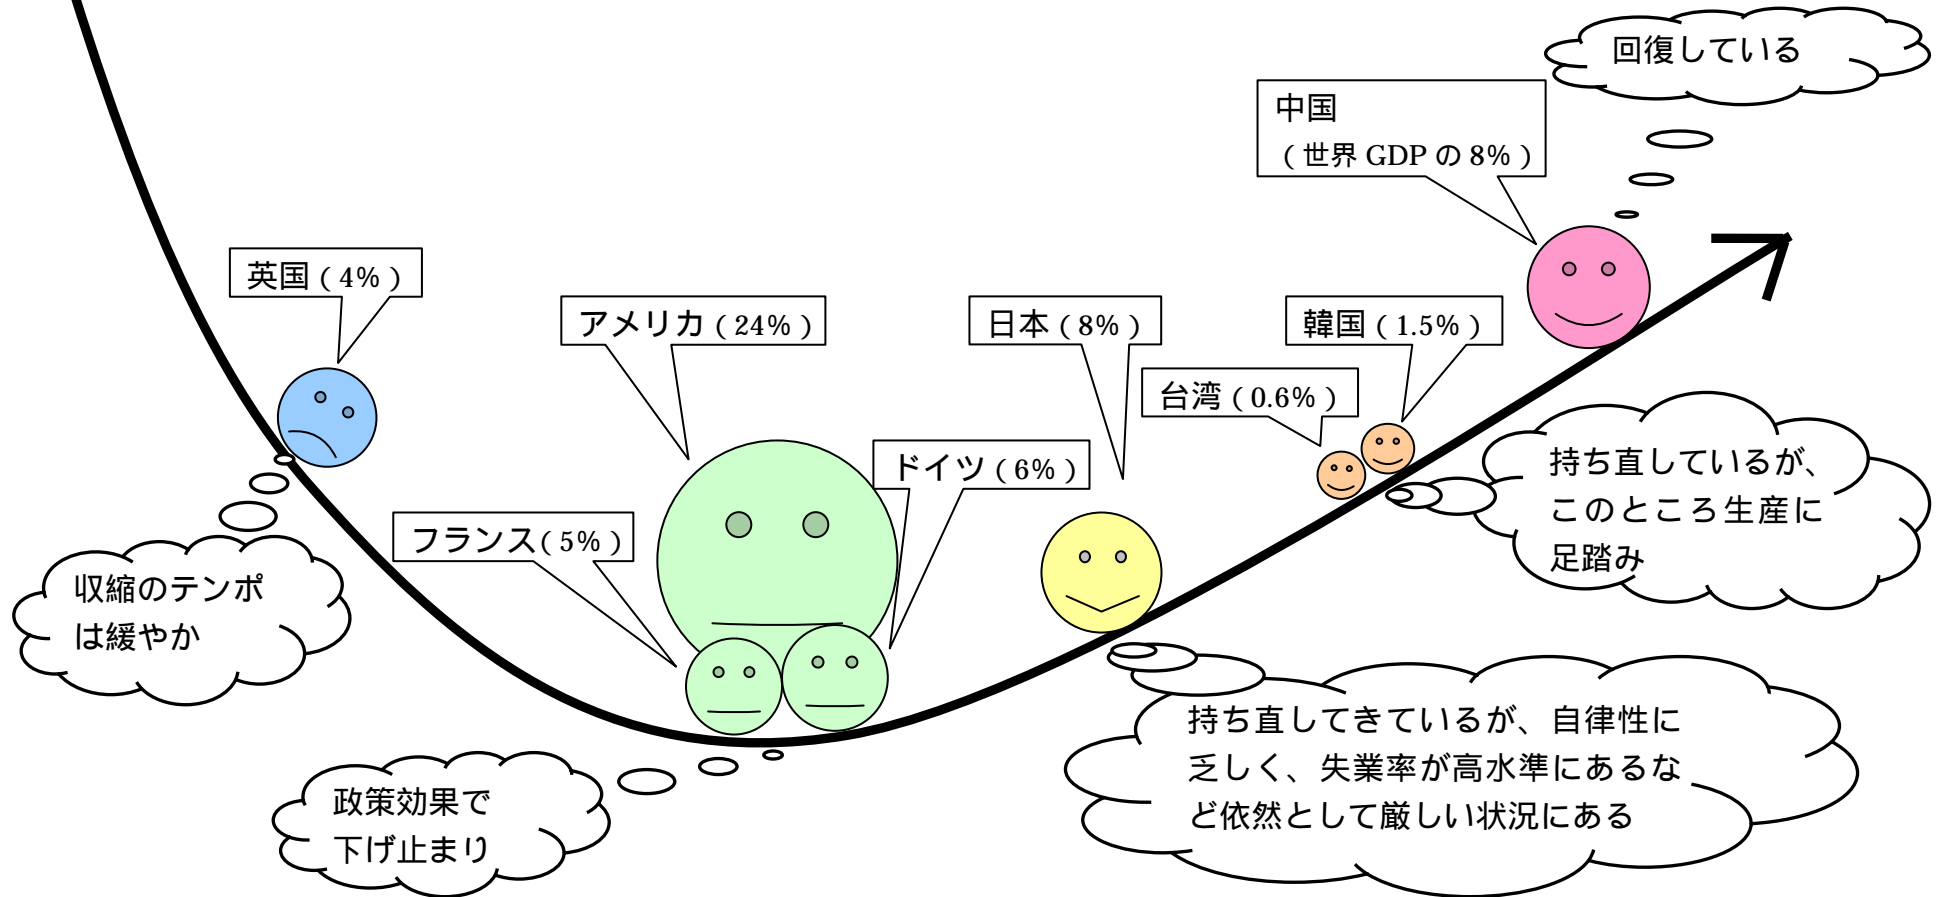 回復している
中国
（世界 GDP の 8%）
英国（4%）
アメリカ（24%）
日本（8%）
韓国（1.5%）
台湾（0.6%）
ドイツ（6%）
フランス（5%）
持ち直しているが、
このところ生産に
足踏み
収縮のテンポ
は緩やか
持ち直してきているが、自律性に
乏しく、失業率が高水準にあるな
ど依然として厳しい状況にある
政策効果で
下げ止まり